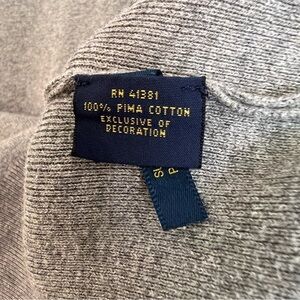 RN 41381
100% PIMA COTTON
EXCLUSIVE OF
DECORATION